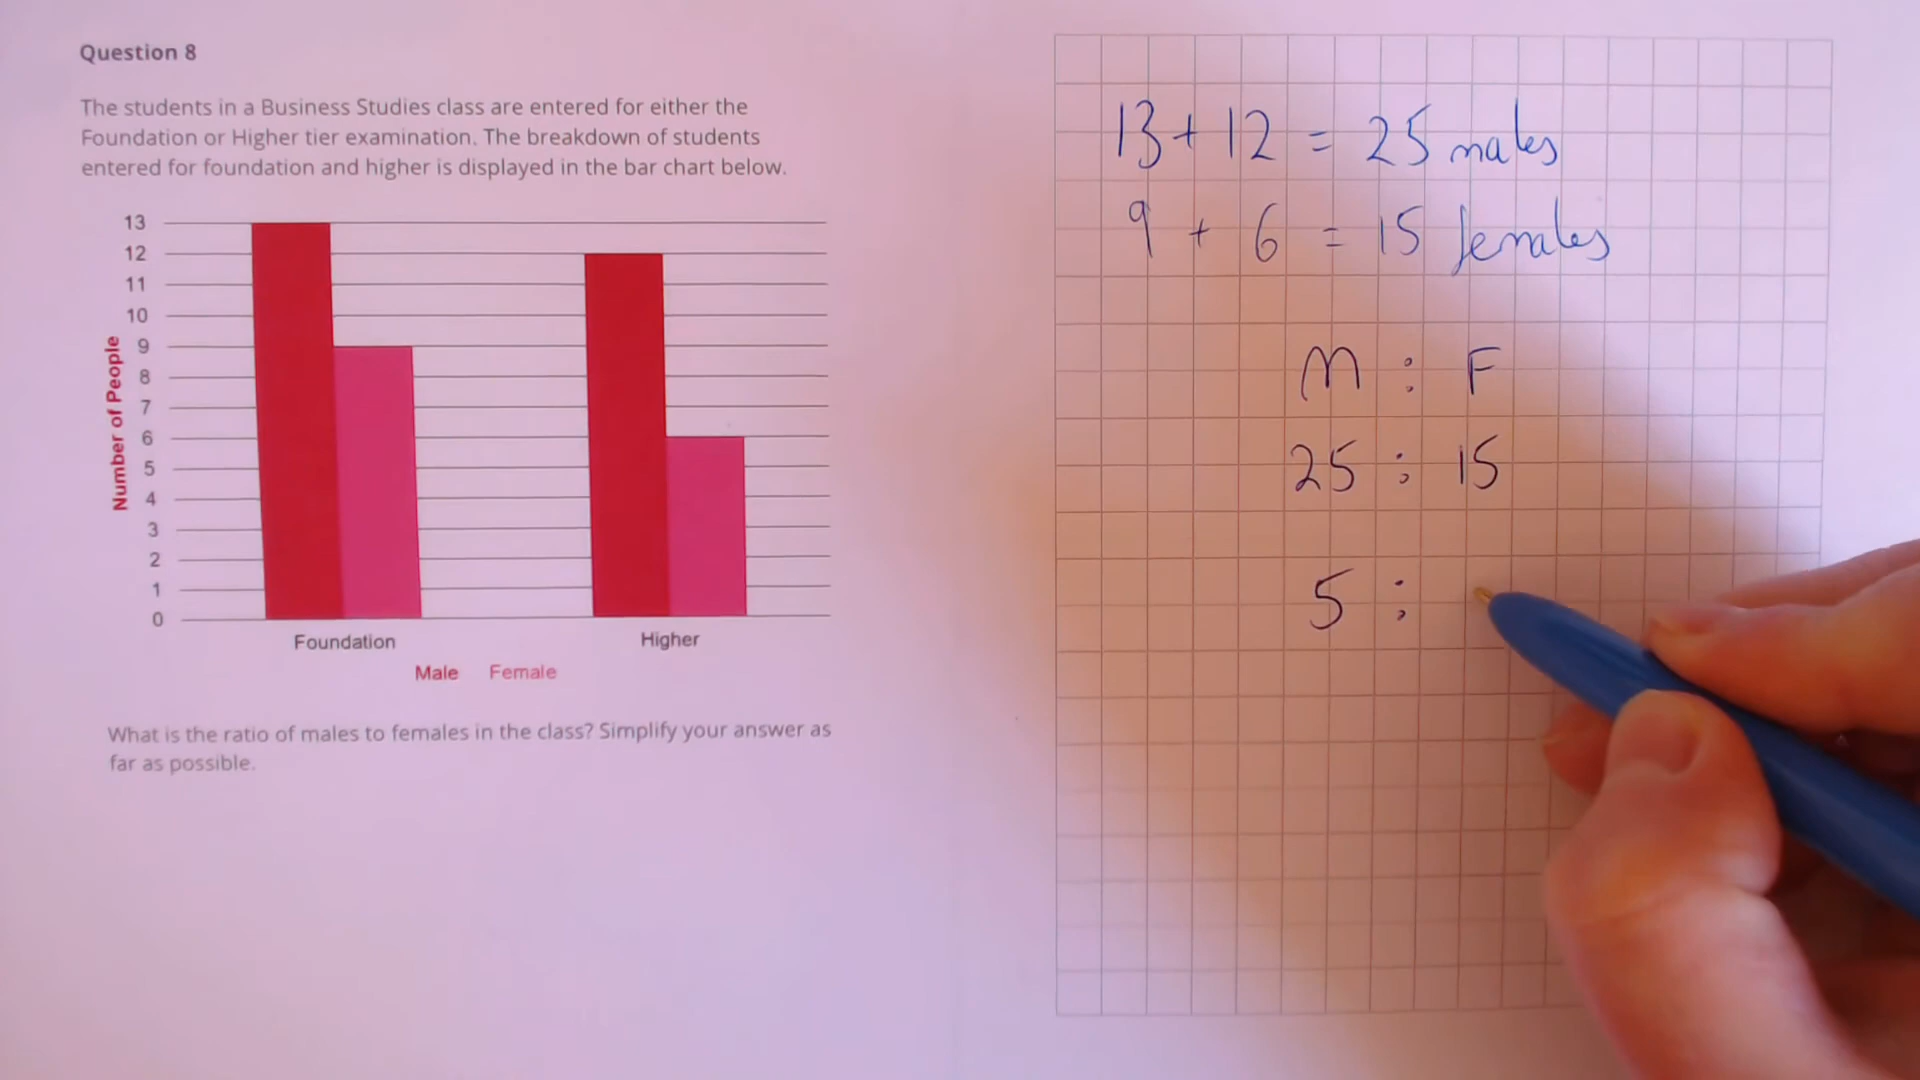 Question 8
The students in a Business Studies class are entered for either the
Foundation or Higher tier examination. The breakdown of students
entered for foundation and higher is displayed in the bar chart below.
13
12
11
10
9
8
7
6
5
4
3
2
1
0
Number of People
Foundation
Higher
Male Female
What is the ratio of males to females in the class? Simplify your answer as
far as possible.
13 + 12 = 25 males
9 + 6 = 15 females
M : F
25 : 15
5 :